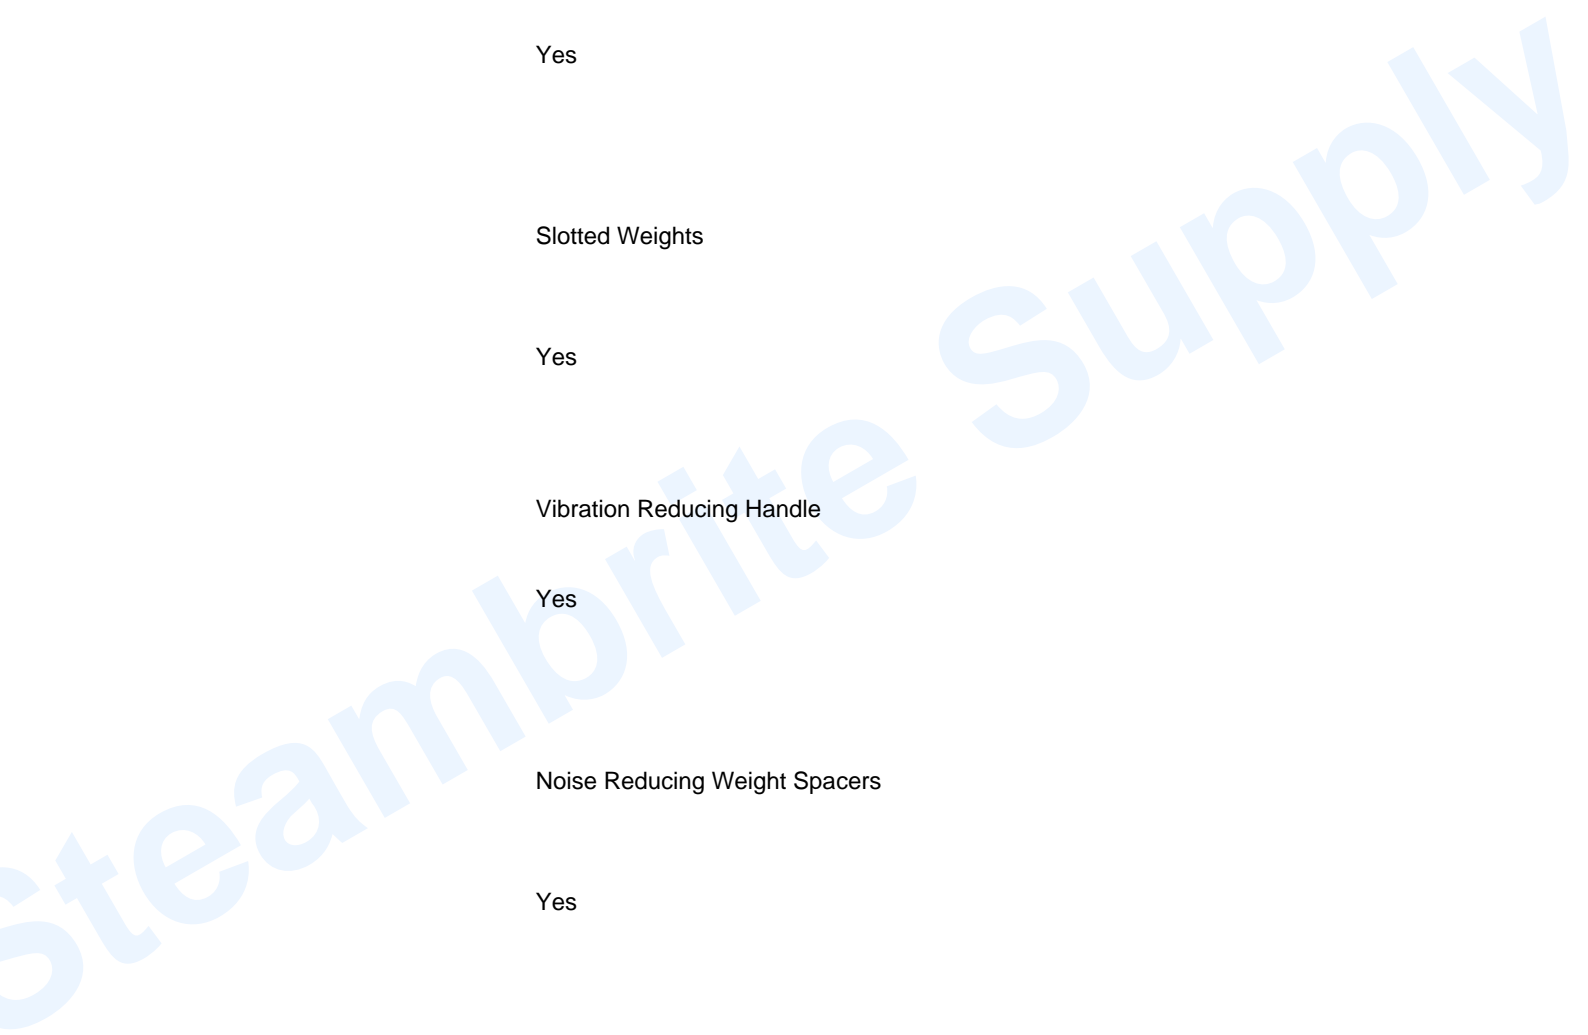 Yes
Slotted Weights
Yes
Vibration Reducing Handle
Yes
Noise Reducing Weight Spacers
Yes
Steambrite Supply